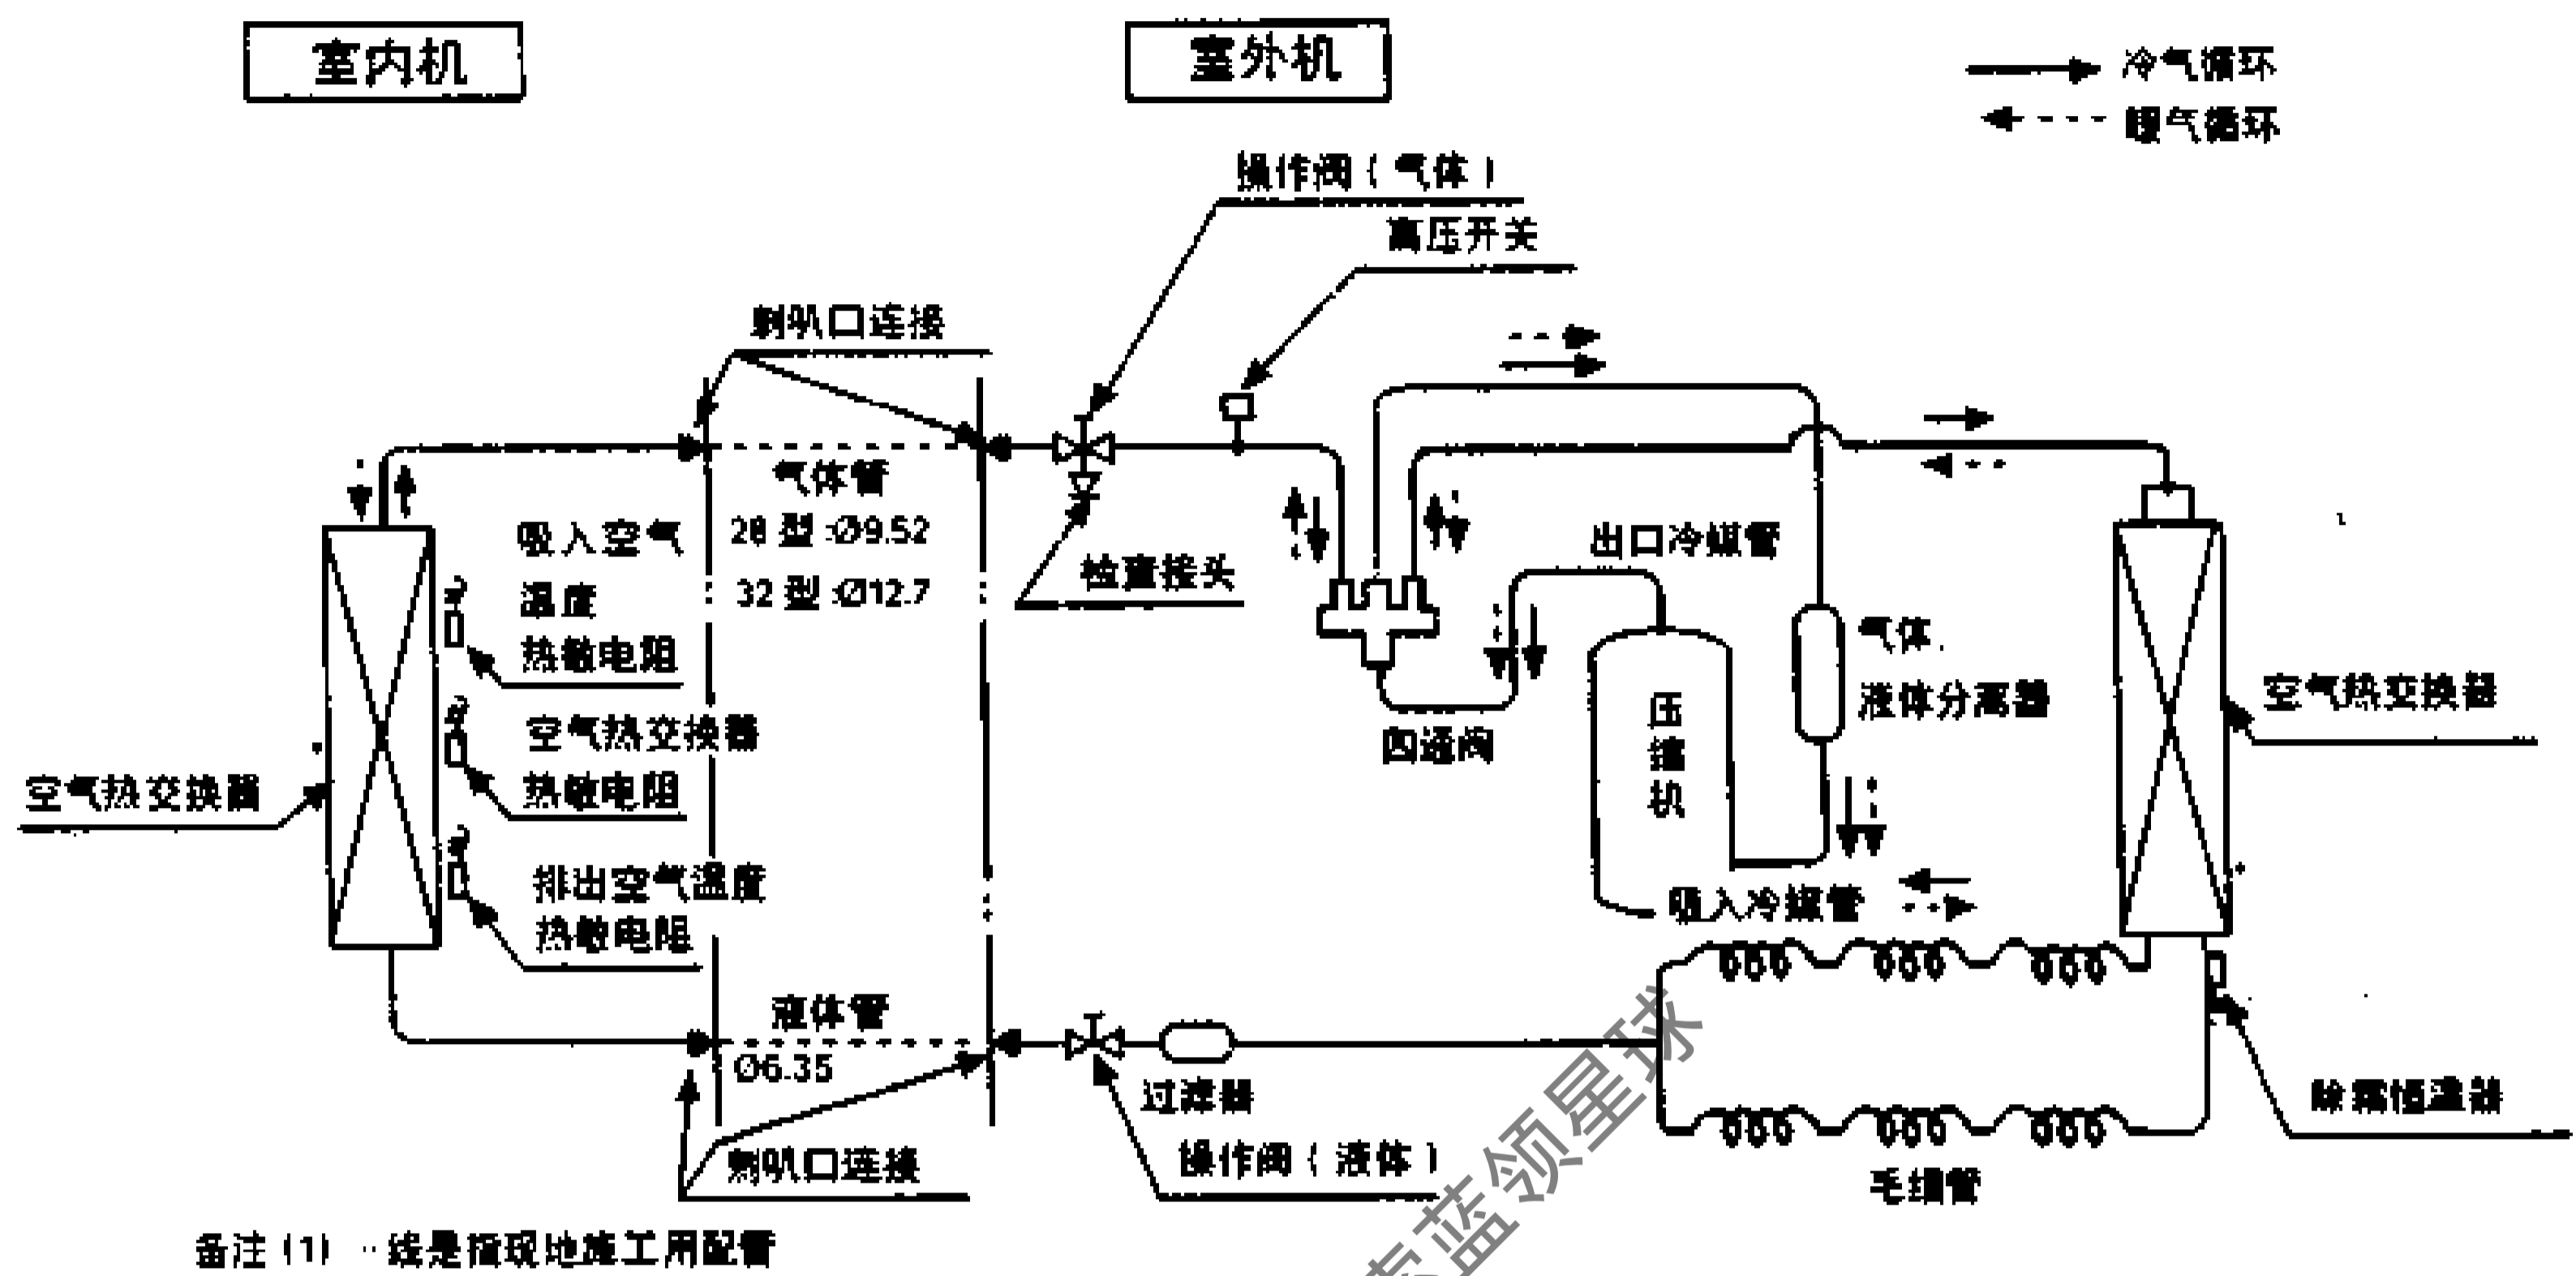 室内机
室外机
冷气循环
暖气循环
操作阀(气体)
高压开关
喇叭口连接
气体管
28型:Ø9.52
32型:Ø12.7
吸入空气
温度
热敏电阻
检查接头
出口冷媒管
气体
液体分离器
空气热交换器
热敏电阻
四通阀
压缩机
空气热交换器
空气热交换器
排出空气温度
热敏电阻
吸入冷媒管
液体管
Ø6.35
过滤器
除霜恒温器
喇叭口连接
操作阀(液体)
毛细管
备注(1) ··线是指现地施工用配管
蓝领星球